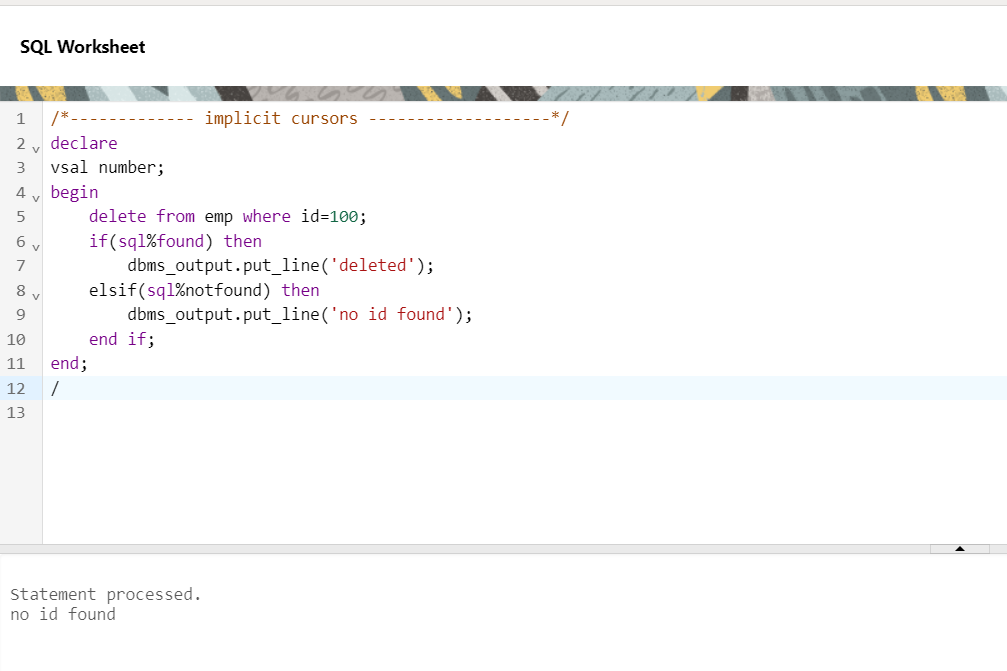 SQL Worksheet
1 /*------------- implicit cursors -------------------*/
2 declare
3 vsal number;
4 begin
5 delete from emp where id=100;
6 if(sql%found) then
7 dbms_output.put_line('deleted');
8 elsif(sql%notfound) then
9 dbms_output.put_line('no id found');
10 end if;
11 end;
12 /
13
Statement processed.
no id found